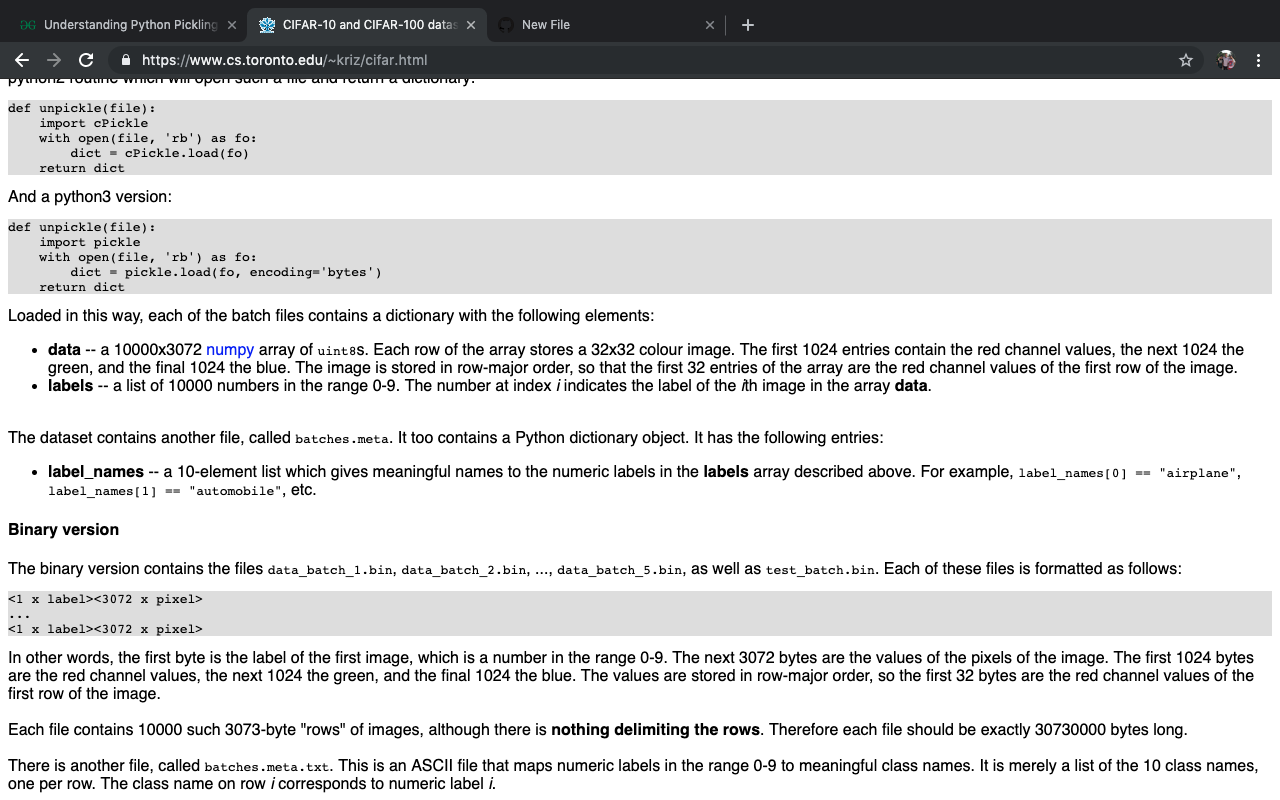 Understanding Python Pickling
CIFAR-10 and CIFAR-100 datas
New File
https://www.cs.toronto.edu/~kriz/cifar.html
python2 routine which will open such a file and return a dictionary:
def unpickle(file):
    import cPickle
    with open(file, 'rb') as fo:
        dict = cPickle.load(fo)
    return dict
And a python3 version:
def unpickle(file):
    import pickle
    with open(file, 'rb') as fo:
        dict = pickle.load(fo, encoding='bytes')
    return dict
Loaded in this way, each of the batch files contains a dictionary with the following elements:
• data -- a 10000x3072 numpy array of uint8s. Each row of the array stores a 32x32 colour image. The first 1024 entries contain the red channel values, the next 1024 the
green, and the final 1024 the blue. The image is stored in row-major order, so that the first 32 entries of the array are the red channel values of the first row of the image.
• labels -- a list of 10000 numbers in the range 0-9. The number at index i indicates the label of the ith image in the array data.
The dataset contains another file, called batches.meta. It too contains a Python dictionary object. It has the following entries:
• label_names -- a 10-element list which gives meaningful names to the numeric labels in the labels array described above. For example, label_names[0] == "airplane",
label_names[1] == "automobile", etc.
Binary version
The binary version contains the files data_batch_1.bin, data_batch_2.bin, ..., data_batch_5.bin, as well as test_batch.bin. Each of these files is formatted as follows:
<1 x label><3072 x pixel>
...
<1 x label><3072 x pixel>
In other words, the first byte is the label of the first image, which is a number in the range 0-9. The next 3072 bytes are the values of the pixels of the image. The first 1024 bytes
are the red channel values, the next 1024 the green, and the final 1024 the blue. The values are stored in row-major order, so the first 32 bytes are the red channel values of the
first row of the image.
Each file contains 10000 such 3073-byte "rows" of images, although there is nothing delimiting the rows. Therefore each file should be exactly 30730000 bytes long.
There is another file, called batches.meta.txt. This is an ASCII file that maps numeric labels in the range 0-9 to meaningful class names. It is merely a list of the 10 class names,
one per row. The class name on row i corresponds to numeric label i.